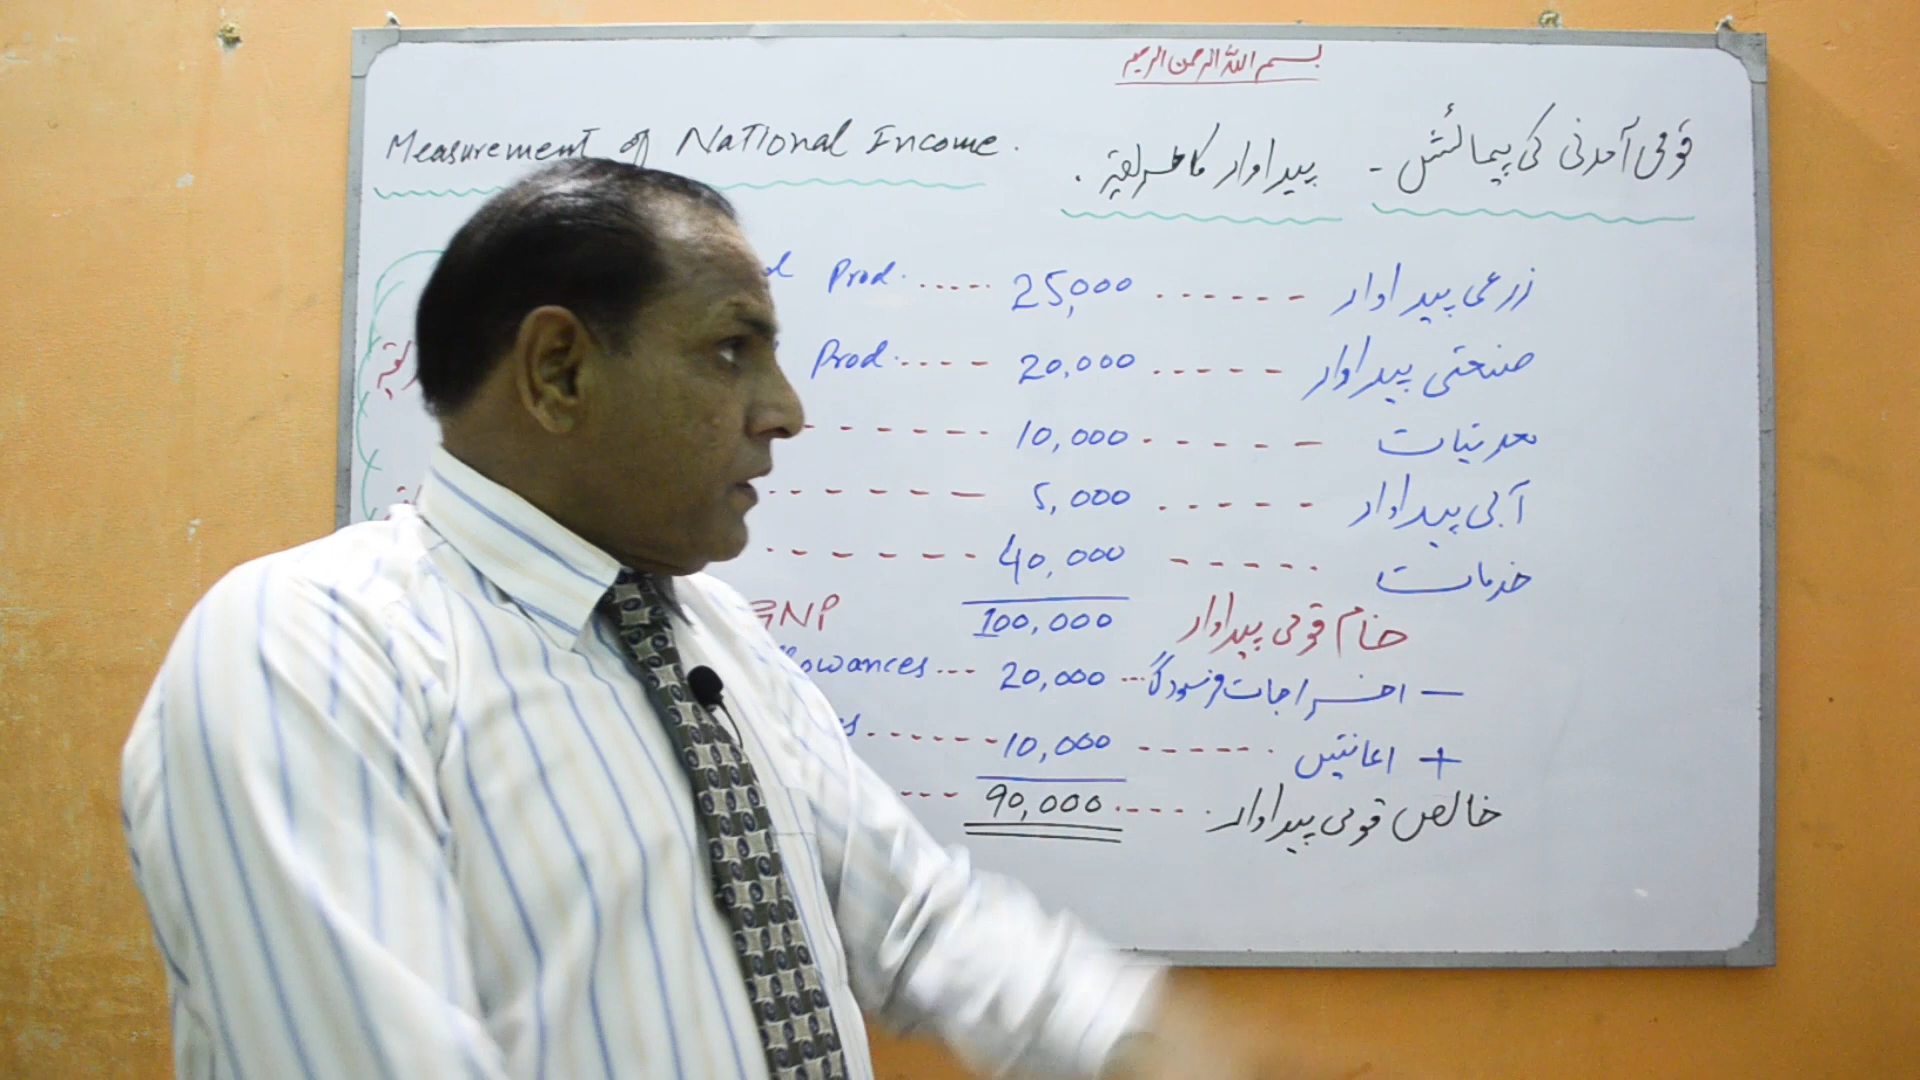 بسم اللہ الرحمن الرحیم
Measurement of National Income.
قومی آمدنی کی پیمائش - پیداوار کا طریقہ .
Prod. ..... 25,000 ...... زرعی پیداوار
Prod. .... 20,000 ..... صنعتی پیداوار
10,000 ..... معدنیات
5,000 ..... آبی پیداوار
40,000 ..... خدمات
GNP 100,000 خام قومی پیداوار
20,000 ... اخراجات فرسودگی —
10,000 ...... اعانتیں +
90,000 ..... خالص قومی پیداوار